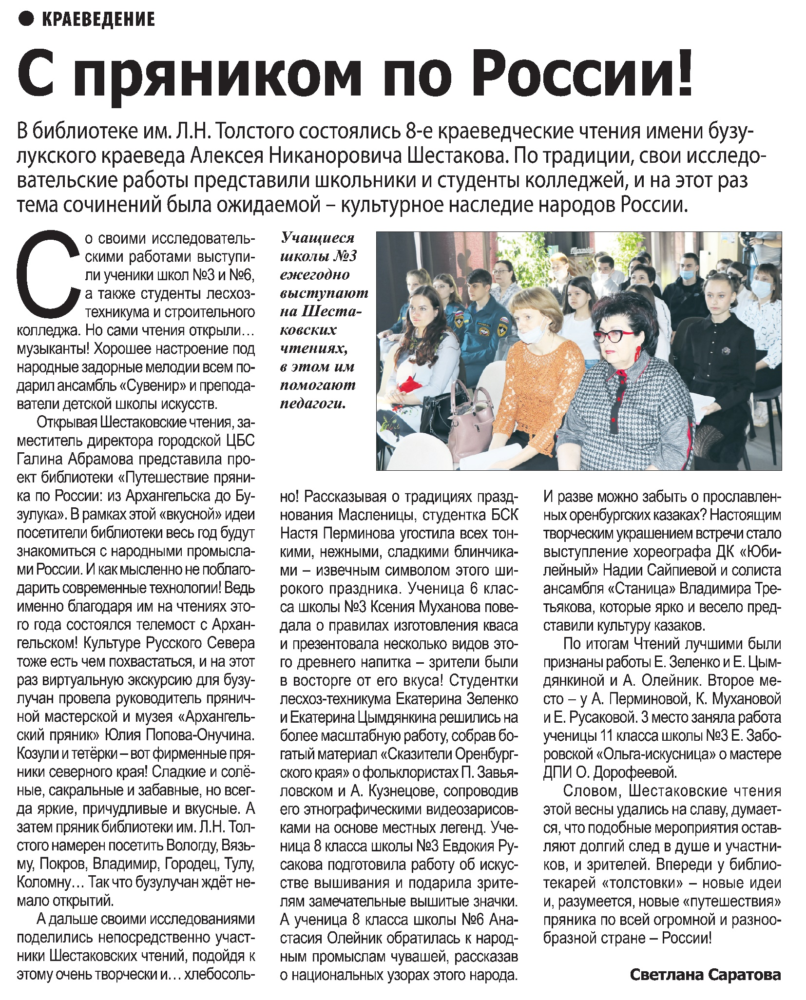 ● КРАЕВЕДЕНИЕ
С пряником по России!
В библиотеке им. Л.Н. Толстого состоялись 8-е краеведческие чтения имени бузу-
лукского краеведа Алексея Никаноровича Шестакова. По традиции, свои исследо-
вательские работы представили школьники и студенты колледжей, и на этот раз
тема сочинений была ожидаемой – культурное наследие народов России.
Со своими исследователь-
скими работами выступи-
ли ученики школ №3 и №6,
а также студенты лесхоз-
техникума и строительного
колледжа. Но сами чтения открыли…
музыканты! Хорошее настроение под
народные задорные мелодии всем по-
дарил ансамбль «Сувенир» и препода-
ватели детской школы искусств.
Открывая Шестаковские чтения, за-
меститель директора городской ЦБС
Галина Абрамова представила про-
ект библиотеки «Путешествие пряни-
ка по России: из Архангельска до Бу-
зулука». В рамках этой «вкусной» идеи
посетители библиотеки весь год будут
знакомиться с народными промысла-
ми России. И как мысленно не поблаго-
дарить современные технологии! Ведь
именно благодаря им на чтениях это-
го года состоялся телемост с Архан-
гельском! Культуре Русского Севера
тоже есть чем похвастаться, и на этот
раз виртуальную экскурсию для бузу-
лучан провела руководитель прянич-
ной мастерской и музея «Архангель-
ский пряник» Юлия Попова-Онучина.
Козули и тетёрки – вот фирменные пря-
ники северного края! Сладкие и солё-
ные, сакральные и забавные, но всег-
да яркие, причудливые и вкусные. А
затем пряник библиотеки им. Л.Н. Тол-
стого намерен посетить Вологду, Вязь-
му, Покров, Владимир, Городец, Тулу,
Коломну… Так что бузулучан ждёт не-
мало открытий.
А дальше своими исследованиями
поделились непосредственно участ-
ники Шестаковских чтений, подойдя к
этому очень творчески и… хлебосоль-
Учащиеся
школы №3
ежегодно
выступают
на Шеста-
ковских
чтениях,
в этом им
помогают
педагоги.
#Толстовка
но! Рассказывая о традициях празд-
нования Масленицы, студентка БСК
Настя Перминова угостила всех тон-
кими, нежными, сладкими блинчика-
ми – извечным символом этого ши-
рокого праздника. Ученица 6 клас-
са школы №3 Ксения Муханова пове-
дала о правилах изготовления кваса
и презентовала несколько видов это-
го древнего напитка – зрители были
в восторге от его вкуса! Студентки
лесхоз-техникума Екатерина Зеленко
и Екатерина Цымдянкина решились на
более масштабную работу, собрав бо-
гатый материал «Сказители Оренбург-
ского края» о фольклористах П. Завья-
ловском и А. Кузнецове, сопроводив
его этнографическими видеозарисов-
ками на основе местных легенд. Уче-
ница 8 класса школы №3 Евдокия Ру-
сакова подготовила работу об искус-
стве вышивания и подарила зрите-
лям замечательные вышитые значки.
А ученица 8 класса школы №6 Ана-
стасия Олейник обратилась к народ-
ным промыслам чувашей, рассказав
о национальных узорах этого народа.
И разве можно забыть о прославлен-
ных оренбургских казаках? Настоящим
творческим украшением встречи стало
выступление хореографа ДК «Юби-
лейный» Надии Сайпиевой и солиста
ансамбля «Станица» Владимира Тре-
тьякова, которые ярко и весело пред-
ставили культуру казаков.
По итогам Чтений лучшими были
признаны работы Е. Зеленко и Е. Цым-
дянкиной и А. Олейник. Второе ме-
сто – у А. Перминовой, К. Мухановой
и Е. Русаковой. 3 место заняла работа
ученицы 11 класса школы №3 Е. Забо-
ровской «Ольга-искусница» о мастере
ДПИ О. Дорофеевой.
Словом, Шестаковские чтения
этой весны удались на славу, думает-
ся, что подобные мероприятия остав-
ляют долгий след в душе и участни-
ков, и зрителей. Впереди у библио-
текарей «толстовки» – новые идеи
и, разумеется, новые «путешествия»
пряника по всей огромной и разноо-
бразной стране – России!
Светлана Саратова